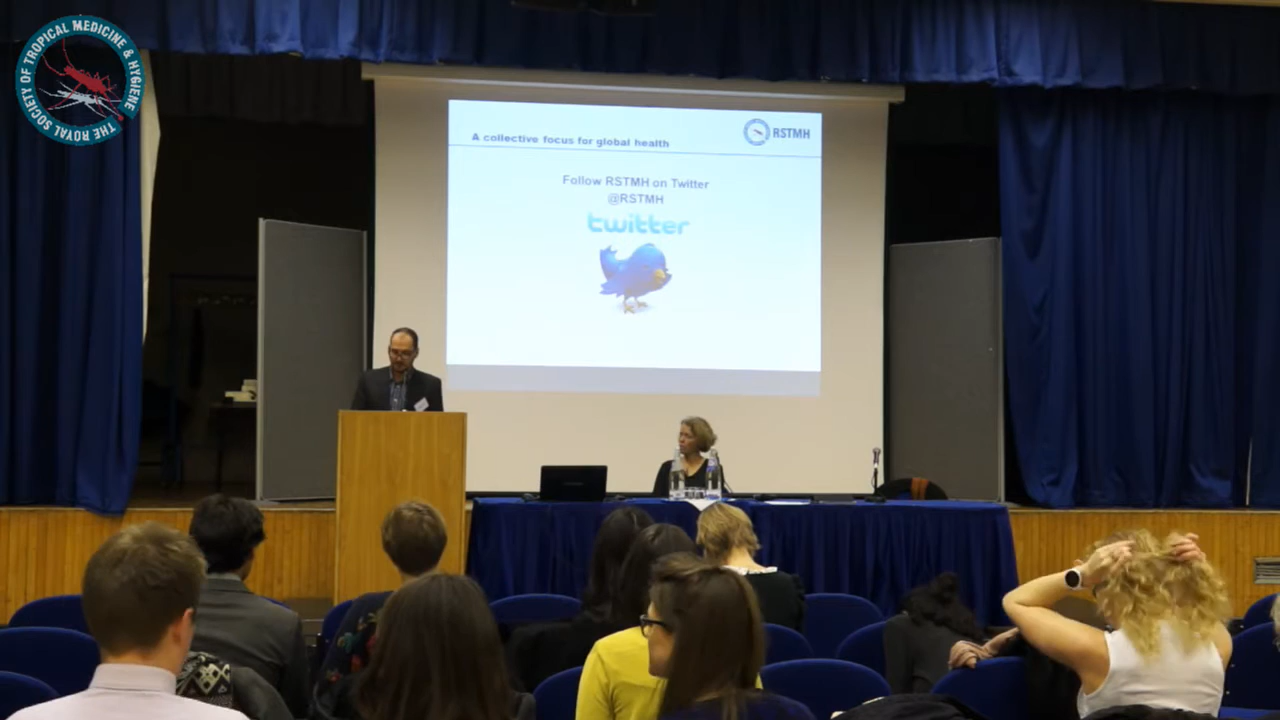 THE ROYAL SOCIETY OF TROPICAL MEDICINE & HYGIENE
A collective focus for global health
RSTMH
Follow RSTMH on Twitter
@RSTMH
twitter